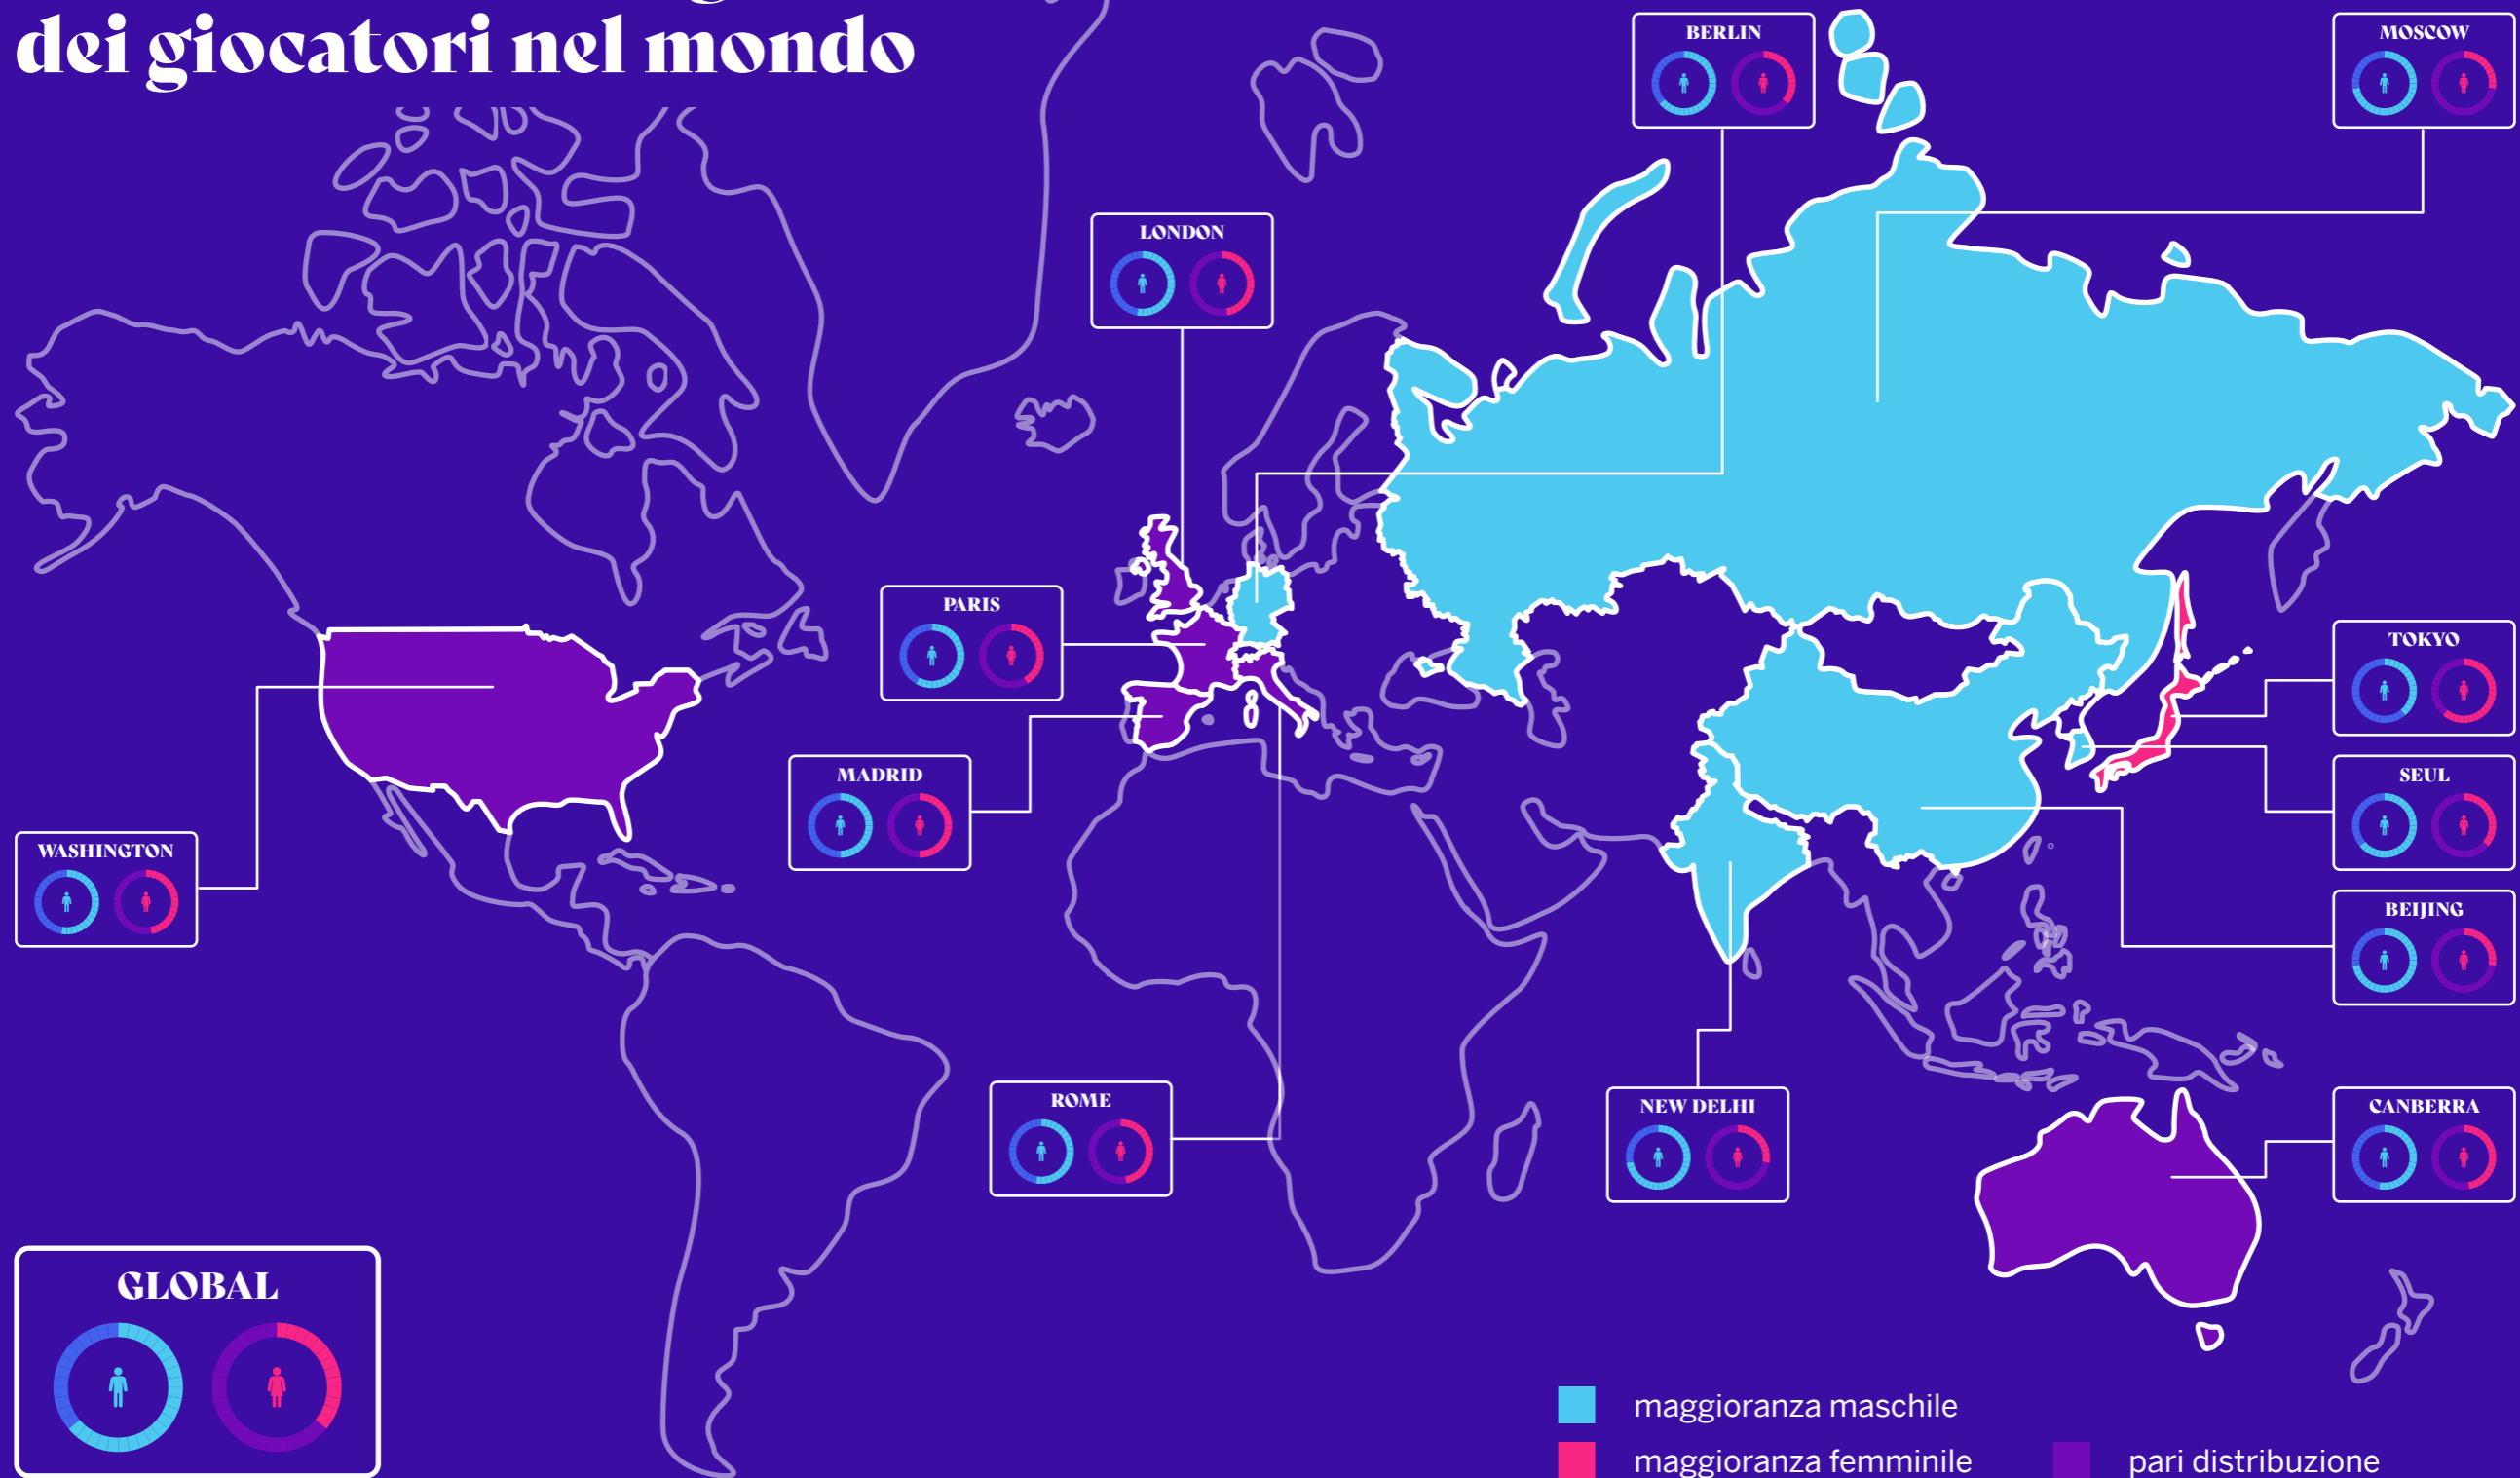 dei giocatori nel mondo
BERLIN
MOSCOW
LONDON
PARIS
TOKYO
MADRID
SEUL
WASHINGTON
BEIJING
ROME
NEW DELHI
CANBERRA
GLOBAL
maggioranza maschile
maggioranza femminile
pari distribuzione